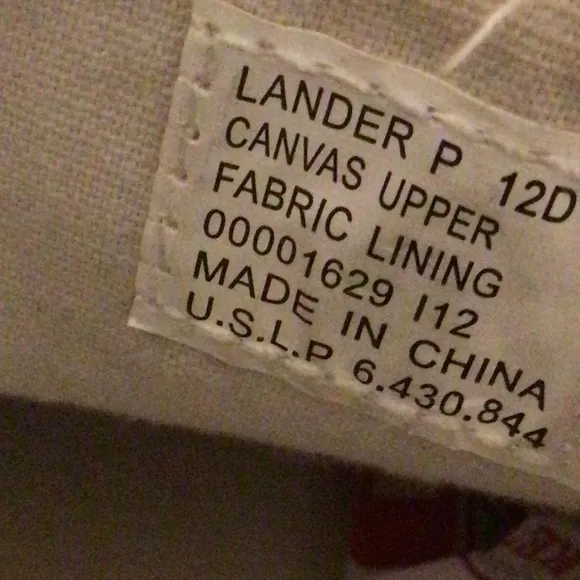 LANDER P 12D
CANVAS UPPER
FABRIC LINING
00001629 I12
MADE IN CHINA
U.S.L.P 6.430.844